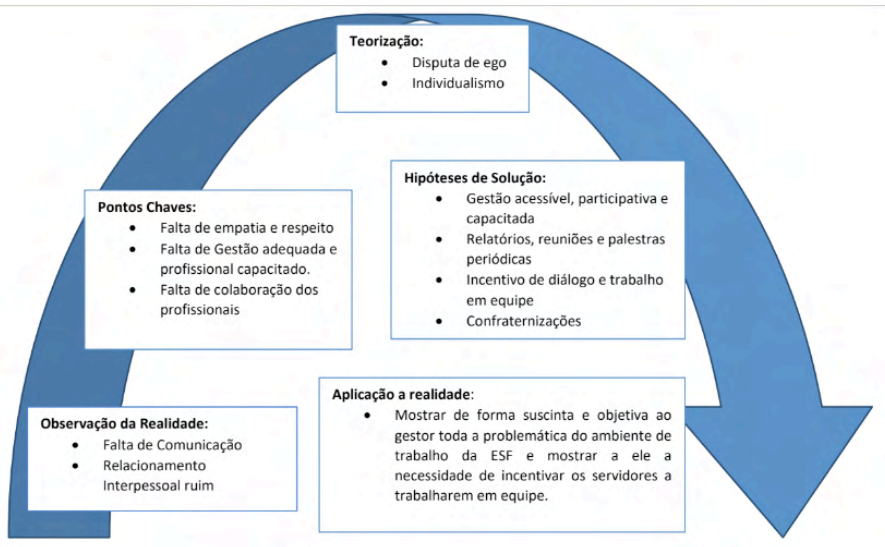 Teorização:
• Disputa de ego
• Individualismo
Pontos Chaves:
• Falta de empatia e respeito
• Falta de Gestão adequada e
profissional capacitado.
• Falta de colaboração dos
profissionais
Hipóteses de Solução:
• Gestão acessível, participativa e
capacitada
• Relatórios, reuniões e palestras
periódicas
• Incentivo de diálogo e trabalho
em equipe
• Confraternizações
Observação da Realidade:
• Falta de Comunicação
• Relacionamento
Interpessoal ruim
Aplicação a realidade:
• Mostrar de forma suscinta e objetiva ao
gestor toda a problemática do ambiente de
trabalho da ESF e mostrar a ele a
necessidade de incentivar os servidores a
trabalharem em equipe.